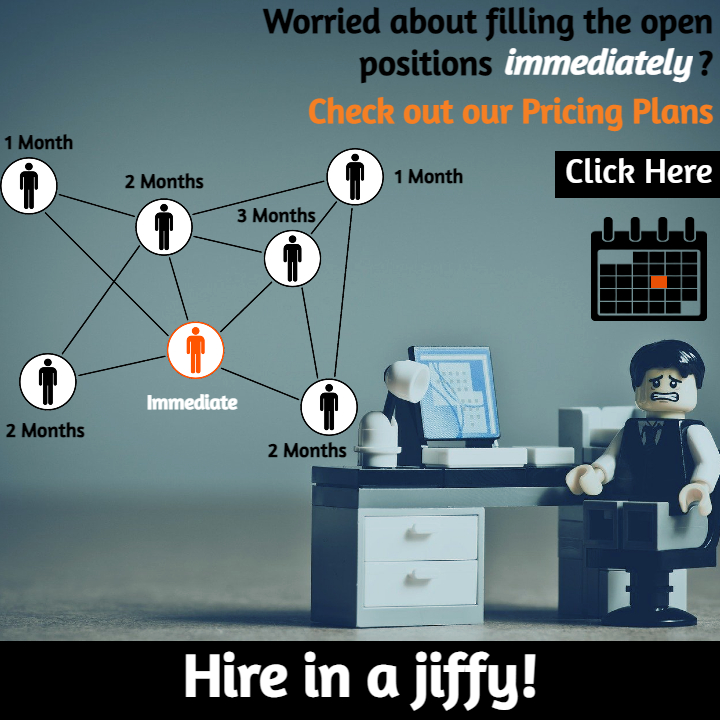 Worried about filling the open
positions immediately ?
Check out our Pricing Plans
Click Here
1 Month
2 Months
1 Month
3 Months
Immediate
2 Months
2 Months
Hire in a jiffy!